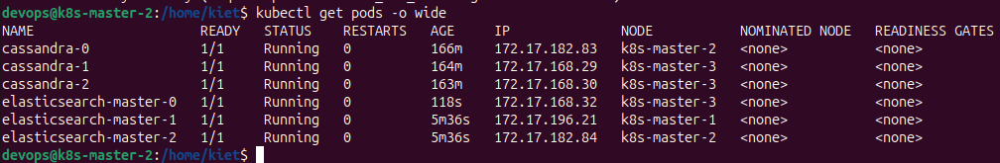 devops@k8s-master-2:/home/kiet$ kubectl get pods -o wide
NAME READY STATUS RESTARTS AGE IP NODE NOMINATED NODE READINESS GATES
cassandra-0 1/1 Running 0 166m 172.17.182.83 k8s-master-2 <none> <none>
cassandra-1 1/1 Running 0 164m 172.17.168.29 k8s-master-3 <none> <none>
cassandra-2 1/1 Running 0 163m 172.17.168.30 k8s-master-3 <none> <none>
elasticsearch-master-0 1/1 Running 0 118s 172.17.168.32 k8s-master-3 <none> <none>
elasticsearch-master-1 1/1 Running 0 5m36s 172.17.196.21 k8s-master-1 <none> <none>
elasticsearch-master-2 1/1 Running 0 5m36s 172.17.182.84 k8s-master-2 <none> <none>
devops@k8s-master-2:/home/kiet$